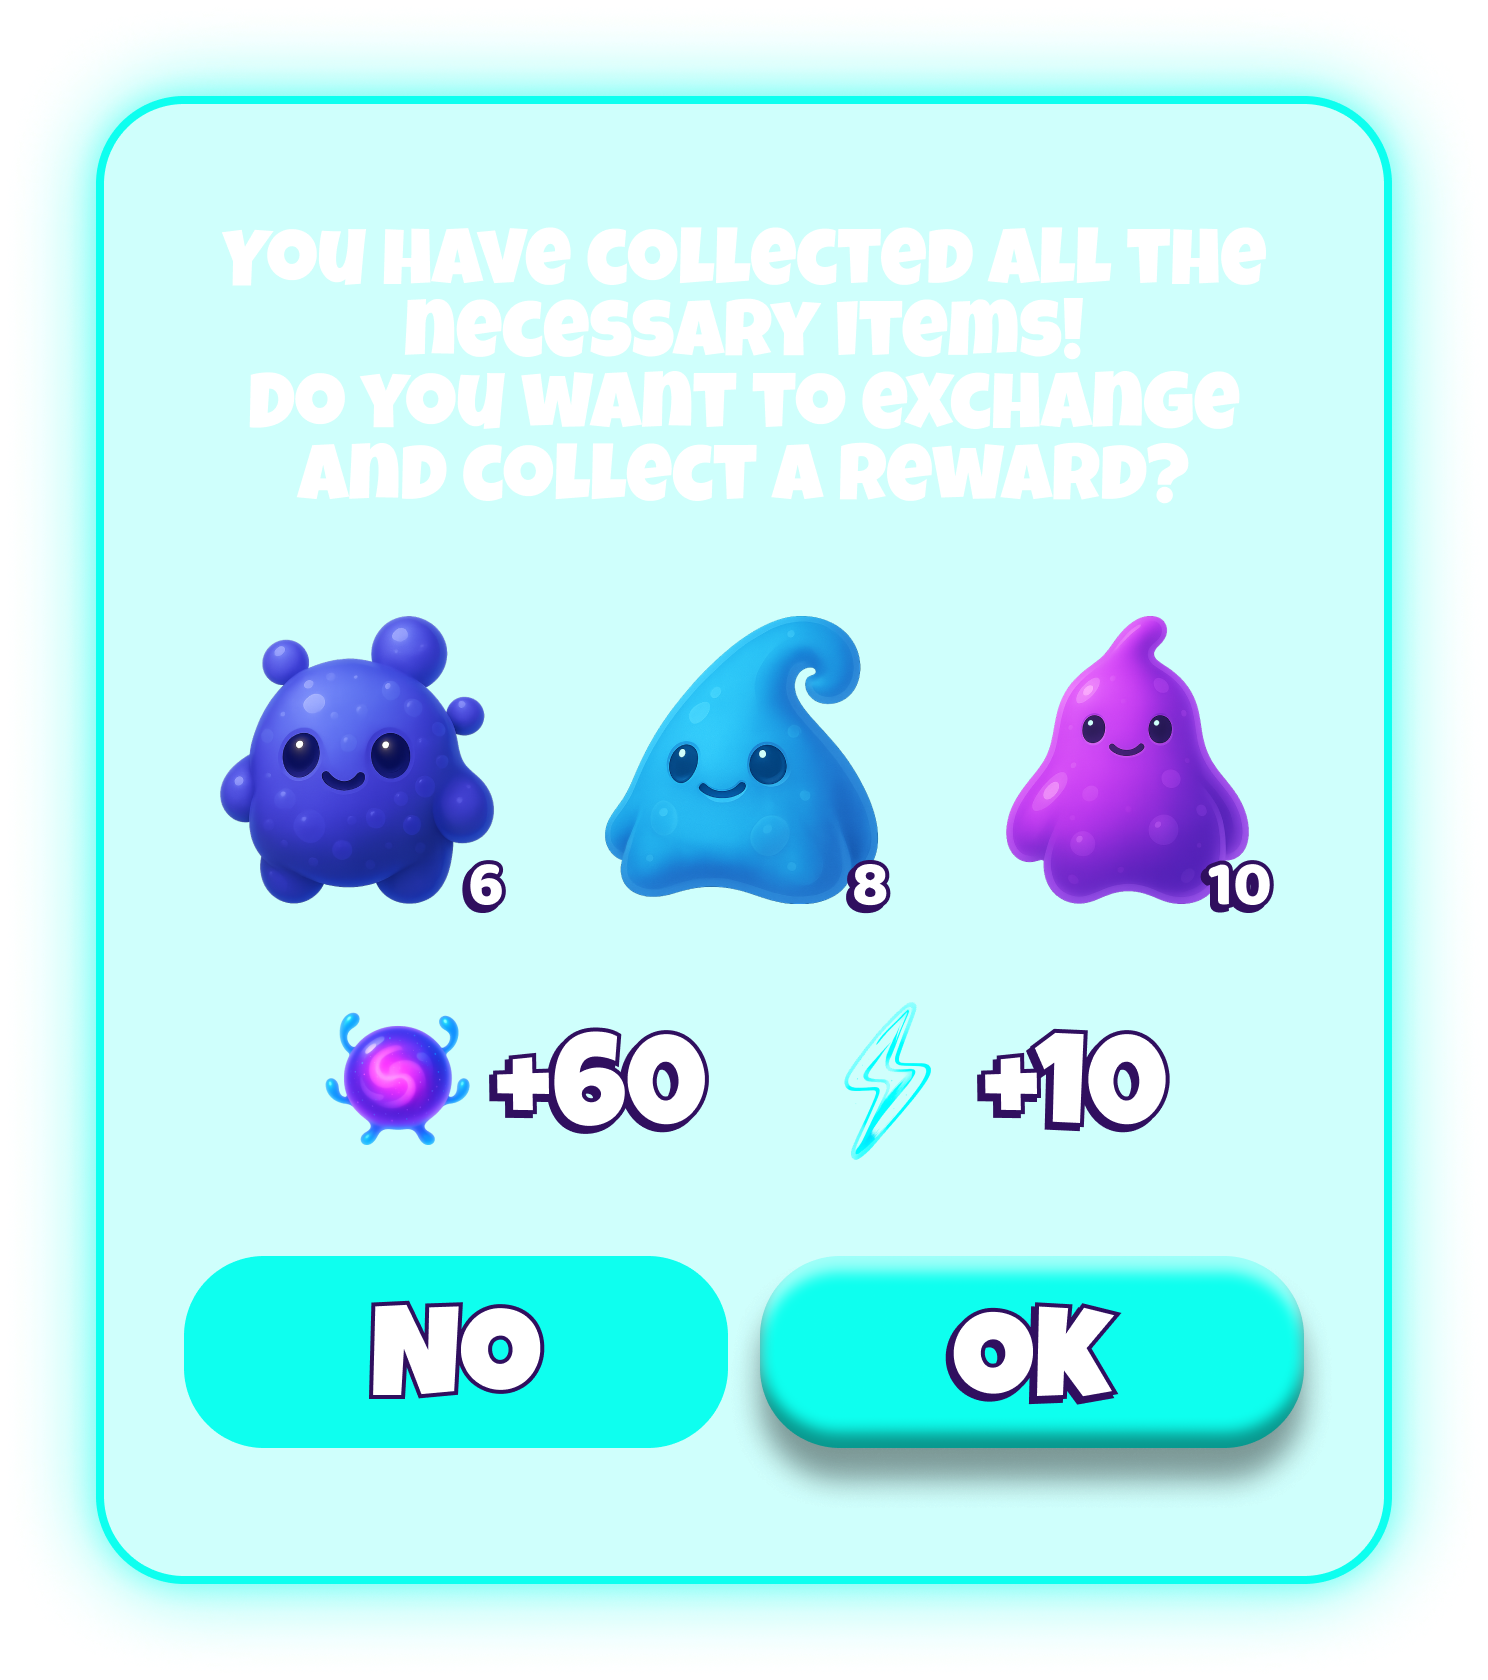 YOU HAVE COLLECTED ALL THE
NECESSARY ITEMS!
DO YOU WANT TO EXCHANGE
AND COLLECT A REWARD?
6
8
10
+60
+10
NO
OK